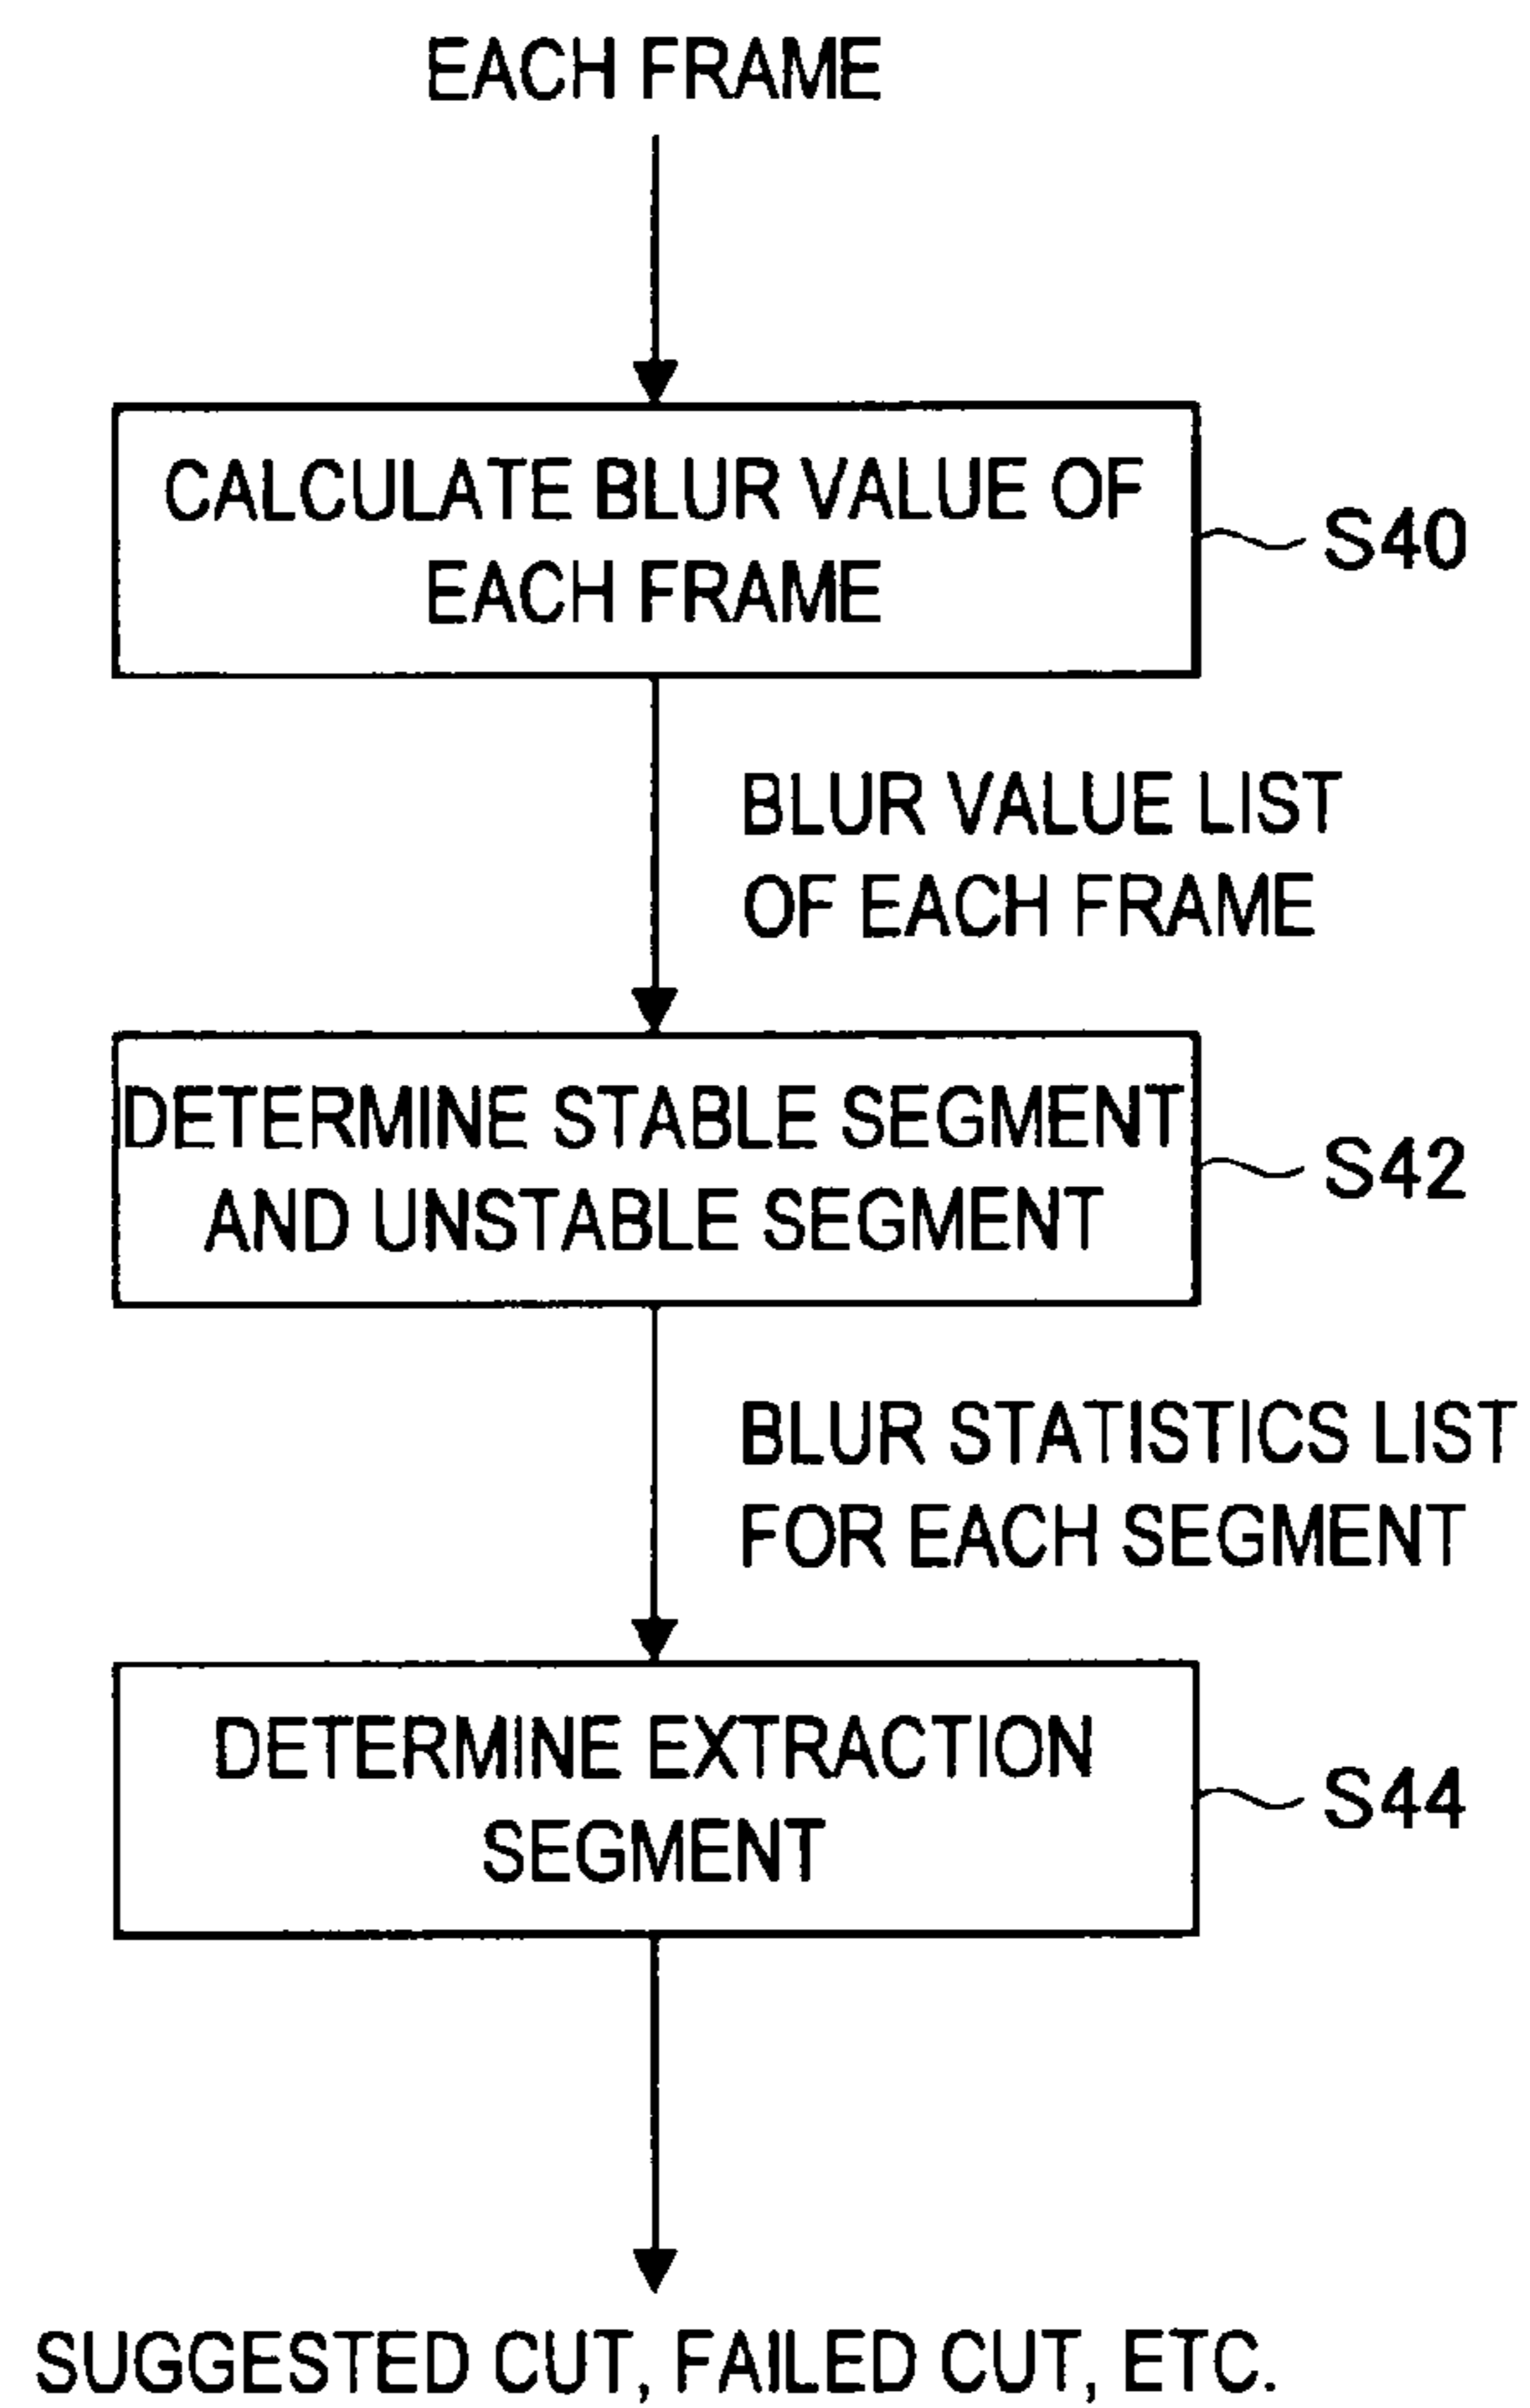 EACH FRAME
CALCULATE BLUR VALUE OF
EACH FRAME
S40
BLUR VALUE LIST
OF EACH FRAME
DETERMINE STABLE SEGMENT
AND UNSTABLE SEGMENT
S42
BLUR STATISTICS LIST
FOR EACH SEGMENT
DETERMINE EXTRACTION
SEGMENT
S44
SUGGESTED CUT, FAILED CUT, ETC.